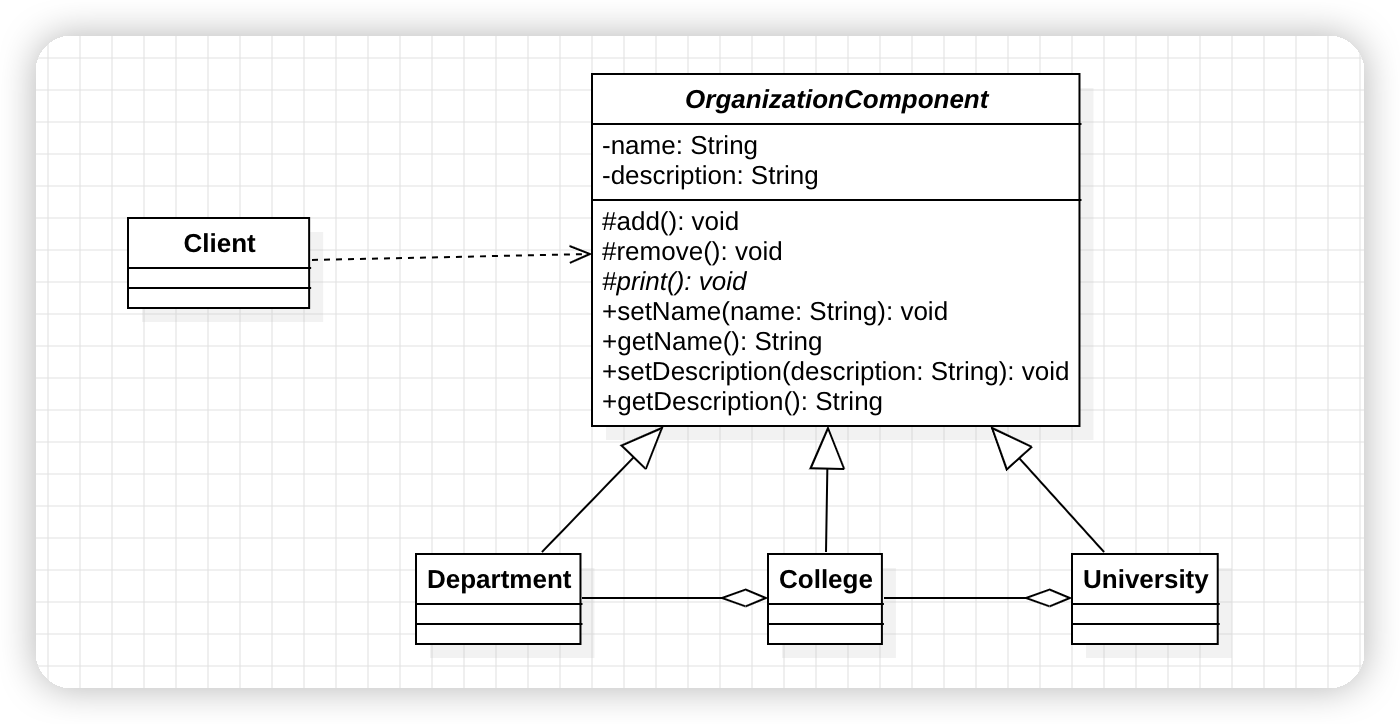 OrganizationComponent
-name: String
-description: String
#add(): void
#remove(): void
#print(): void
+setName(name: String): void
+getName(): String
+setDescription(description: String): void
+getDescription(): String
Client
Department
College
University